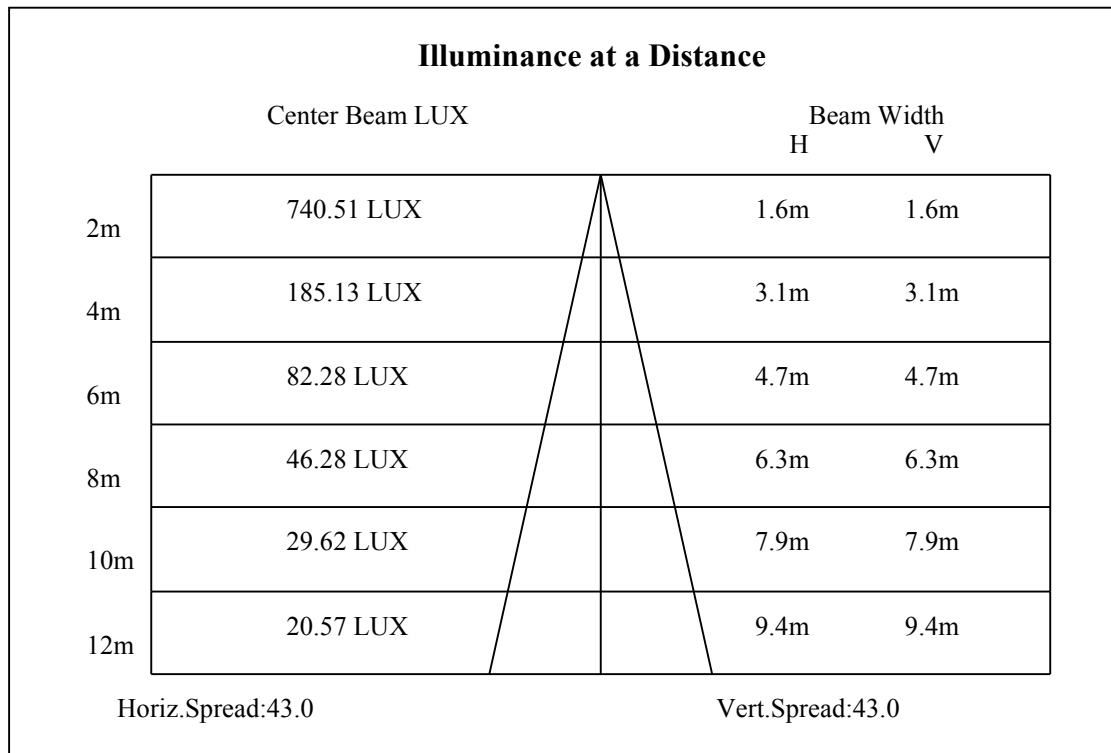 Illuminance at a Distance
Center Beam LUX Beam Width
H V
2m 740.51 LUX 1.6m 1.6m
4m 185.13 LUX 3.1m 3.1m
6m 82.28 LUX 4.7m 4.7m
8m 46.28 LUX 6.3m 6.3m
10m 29.62 LUX 7.9m 7.9m
12m 20.57 LUX 9.4m 9.4m
Horiz.Spread:43.0 Vert.Spread:43.0